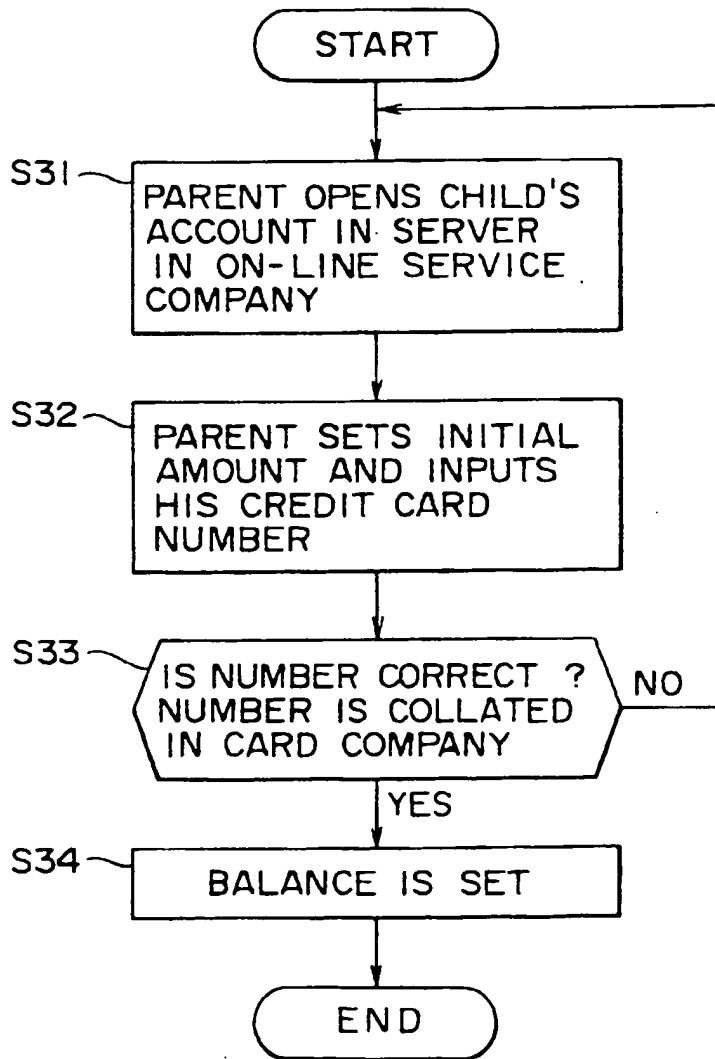 START
S31
PARENT OPENS CHILD'S
ACCOUNT IN SERVER
IN ON-LINE SERVICE
COMPANY
S32
PARENT SETS INITIAL
AMOUNT AND INPUTS
HIS CREDIT CARD
NUMBER
S33
IS NUMBER CORRECT ?
NUMBER IS COLLATED
IN CARD COMPANY
NO
YES
S34
BALANCE IS SET
END